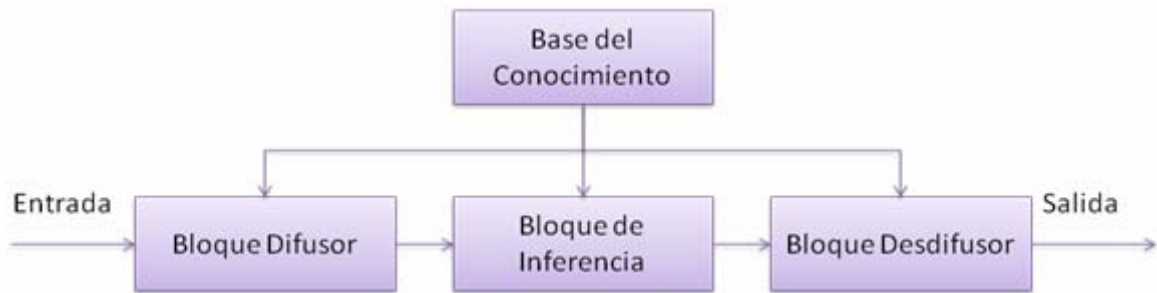 Base del
Conocimiento
Entrada
Bloque Difusor
Bloque de
Inferencia
Bloque Desdifusor
Salida